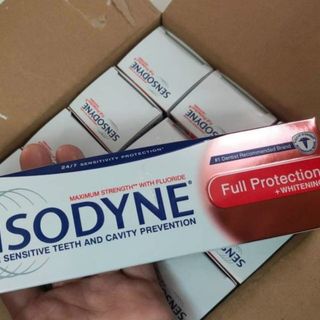 SENSODYNE
SENSODYNE
SENSODYNE
24/7 SENSITIVITY PROTECTION*
#1 Dentist Recommended Brand
MAXIMUM STRENGTH** WITH FLUORIDE
Full Protection
+ WHITENING
SODYNE®
SENSITIVE TEETH AND CAVITY PREVENTION